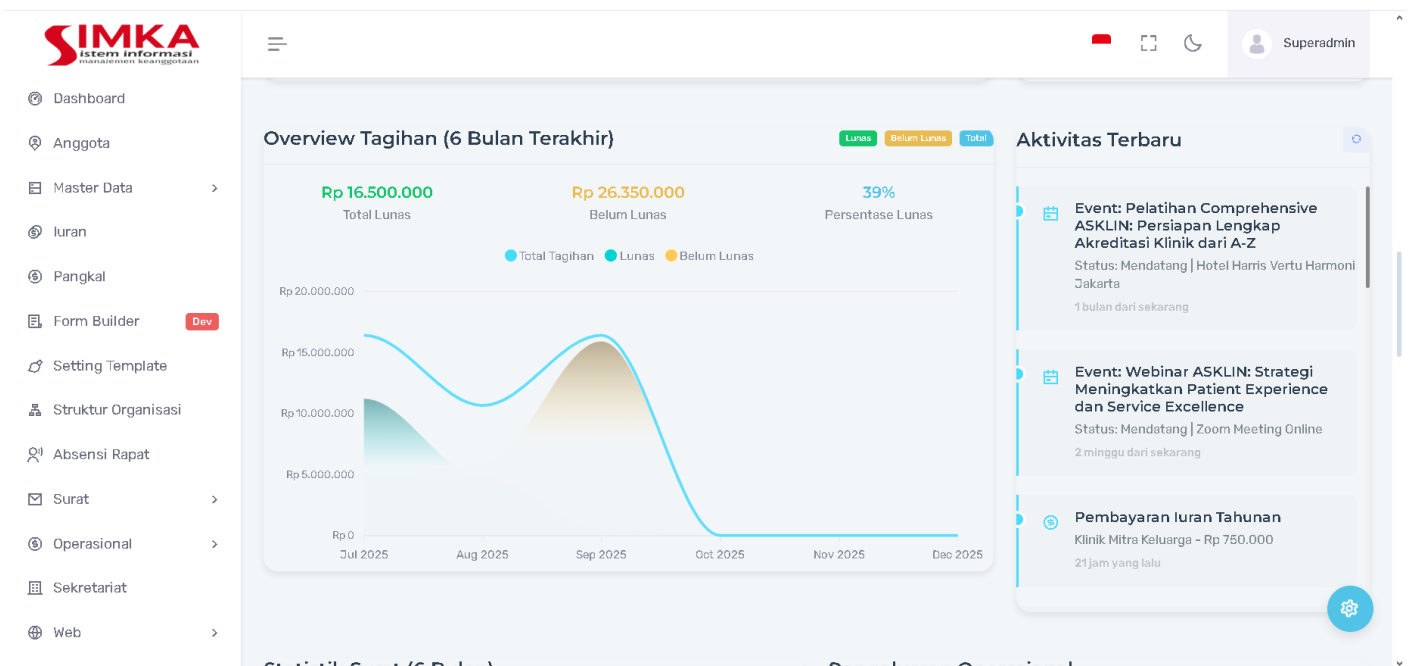 SIMKA
istem informasi
manajemen keanggotaan
Superadmin
Dashboard
Anggota
Master Data
Iuran
Pangkal
Form Builder Dev
Setting Template
Struktur Organisasi
Absensi Rapat
Surat
Operasional
Sekretariat
Web
Overview Tagihan (6 Bulan Terakhir)
Lunas Belum Lunas Total
Rp 16.500.000 Rp 26.350.000 39%
Total Lunas Belum Lunas Persentase Lunas
Total Tagihan Lunas Belum Lunas
Rp 20.000.000
Rp 15.000.000
Rp 10.000.000
Rp 5.000.000
Rp 0
Jul 2025 Aug 2025 Sep 2025 Oct 2025 Nov 2025 Dec 2025
Aktivitas Terbaru
Event: Pelatihan Comprehensive
ASKLIN: Persiapan Lengkap
Akreditasi Klinik dari A-Z
Status: Mendatang | Hotel Harris Vertu Harmoni
Jakarta
1 bulan dari sekarang
Event: Webinar ASKLIN: Strategi
Meningkatkan Patient Experience
dan Service Excellence
Status: Mendatang | Zoom Meeting Online
2 minggu dari sekarang
Pembayaran Iuran Tahunan
Klinik Mitra Keluarga - Rp 750.000
21 jam yang lalu